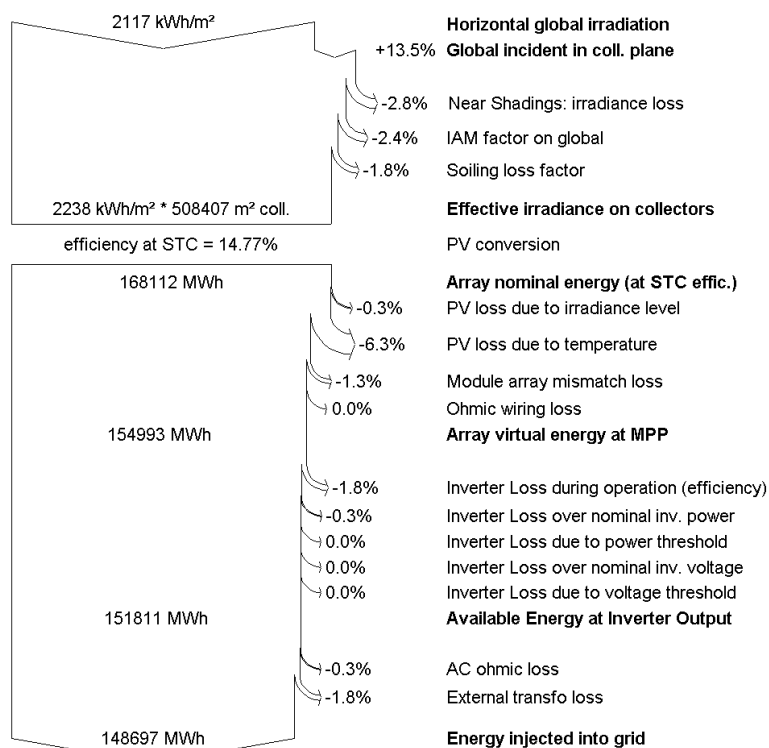 2117 kWh/m² Horizontal global irradiation
+13.5% Global incident in coll. plane
-2.8% Near Shadings: irradiance loss
-2.4% IAM factor on global
-1.8% Soiling loss factor
2238 kWh/m² * 508407 m² coll. Effective irradiance on collectors
efficiency at STC = 14.77% PV conversion
168112 MWh Array nominal energy (at STC effic.)
-0.3% PV loss due to irradiance level
-6.3% PV loss due to temperature
-1.3% Module array mismatch loss
0.0% Ohmic wiring loss
154993 MWh Array virtual energy at MPP
-1.8% Inverter Loss during operation (efficiency)
-0.3% Inverter Loss over nominal inv. power
0.0% Inverter Loss due to power threshold
0.0% Inverter Loss over nominal inv. voltage
0.0% Inverter Loss due to voltage threshold
151811 MWh Available Energy at Inverter Output
-0.3% AC ohmic loss
-1.8% External transfo loss
148697 MWh Energy injected into grid